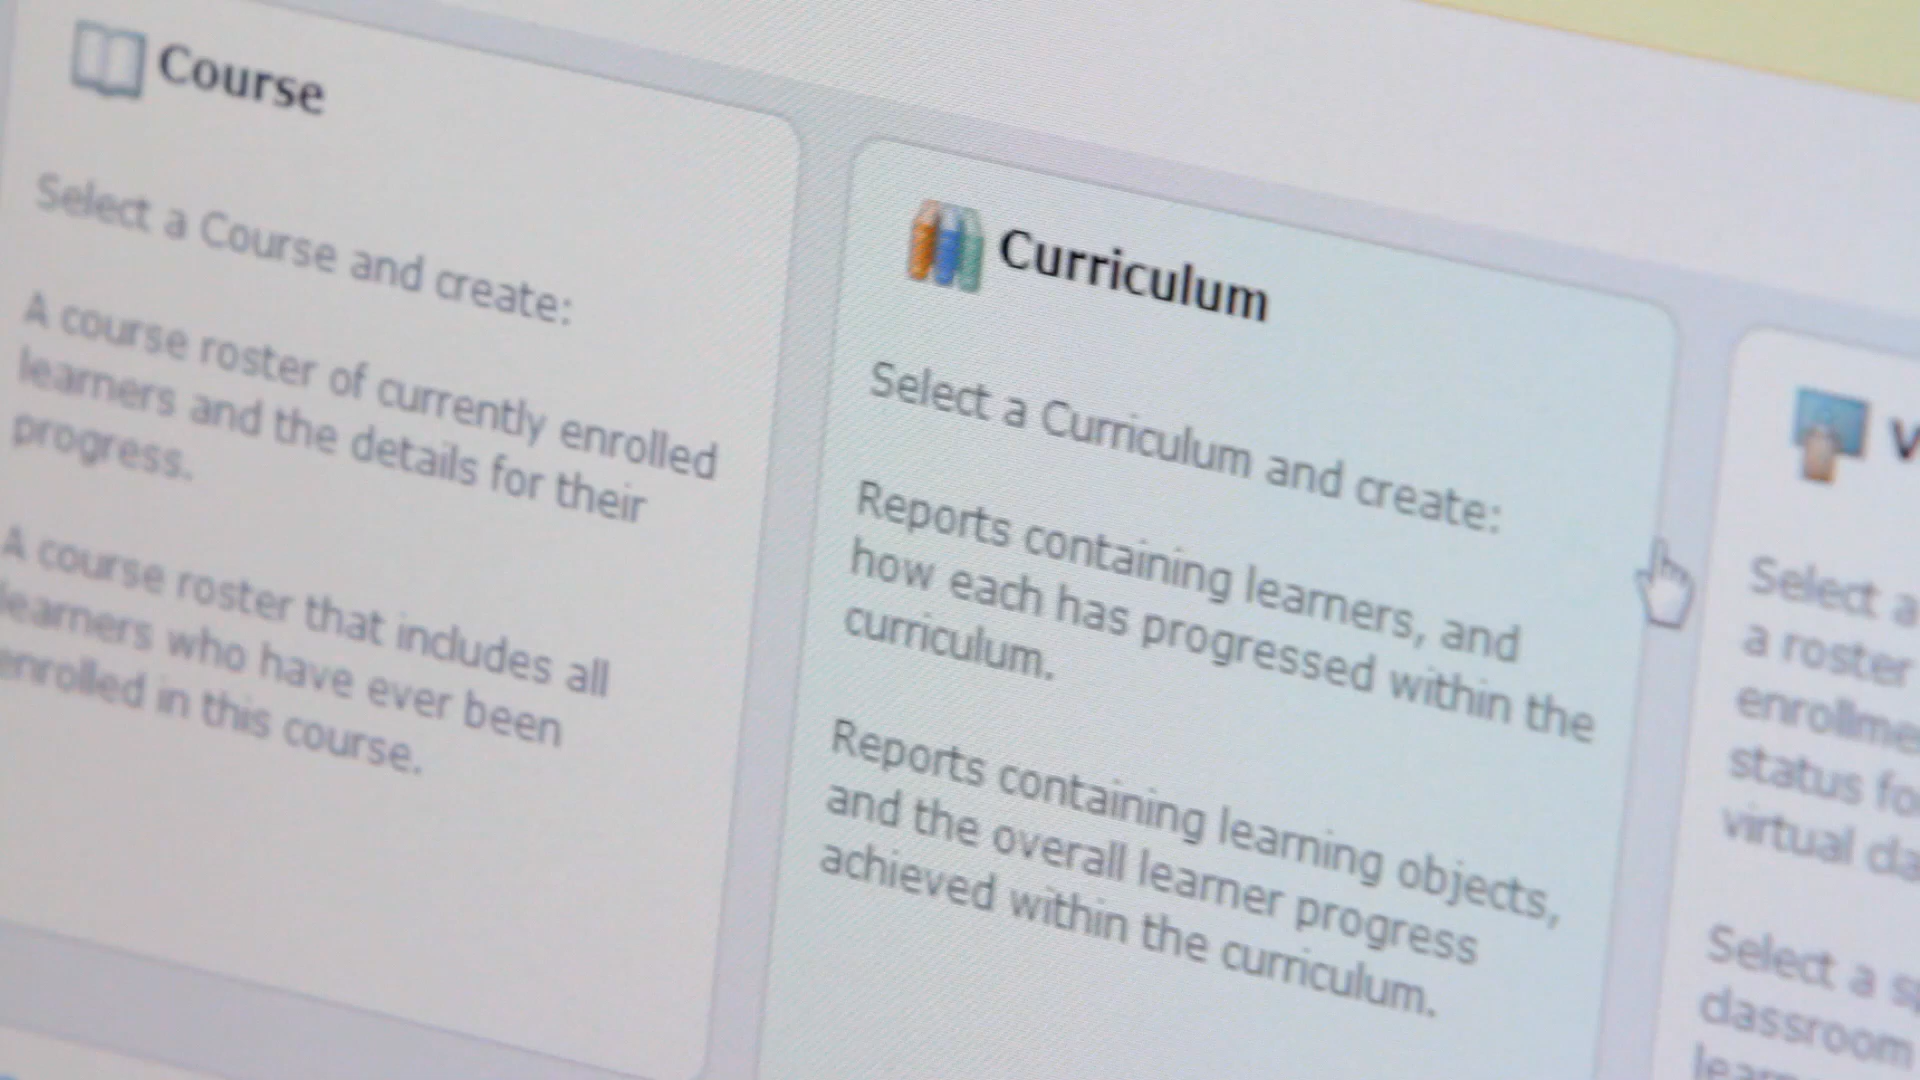 Course
Select a Course and create:
A course roster of currently enrolled
learners and the details for their
progress.
A course roster that includes all
learners who have ever been
enrolled in this course.
Curriculum
Select a Curriculum and create:
Reports containing learners, and
how each has progressed within the
curriculum.
Reports containing learning objects,
and the overall learner progress
achieved within the curriculum.
Select a
a roster
status
virtual
Select a
classroom